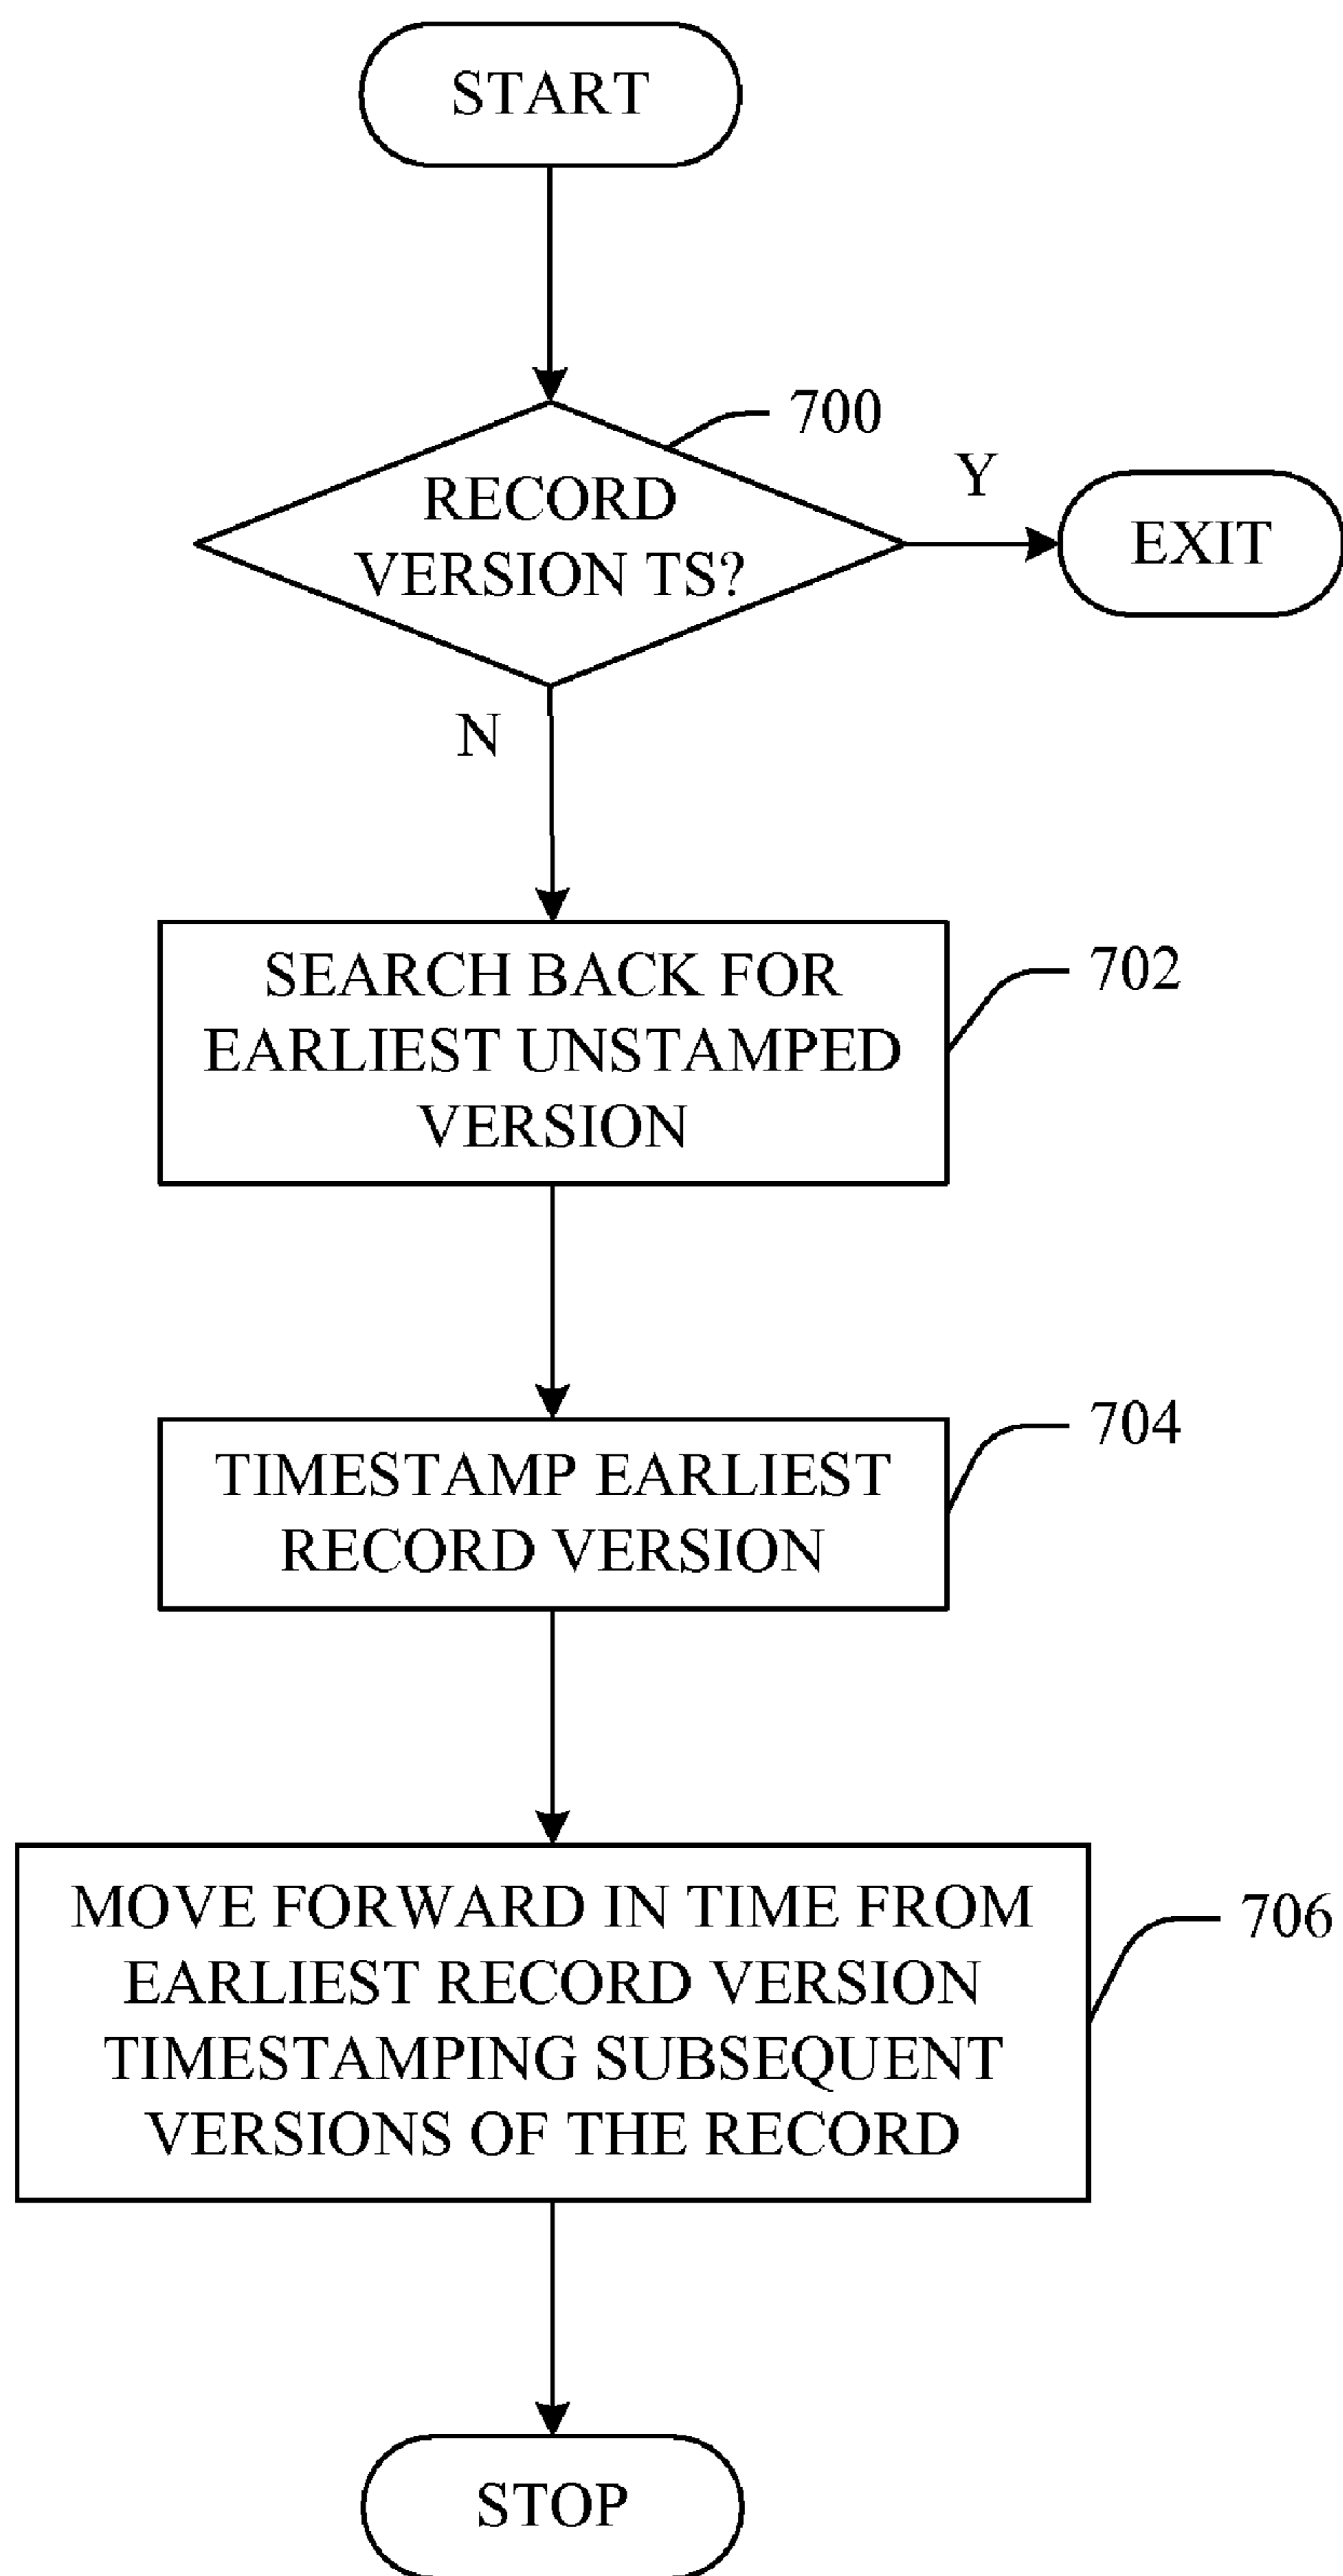 START
700
RECORD
VERSION TS?
Y
EXIT
N
SEARCH BACK FOR
EARLIEST UNSTAMPED
VERSION
702
TIMESTAMP EARLIEST
RECORD VERSION
704
MOVE FORWARD IN TIME FROM
EARLIEST RECORD VERSION
TIMESTAMPING SUBSEQUENT
VERSIONS OF THE RECORD
706
STOP